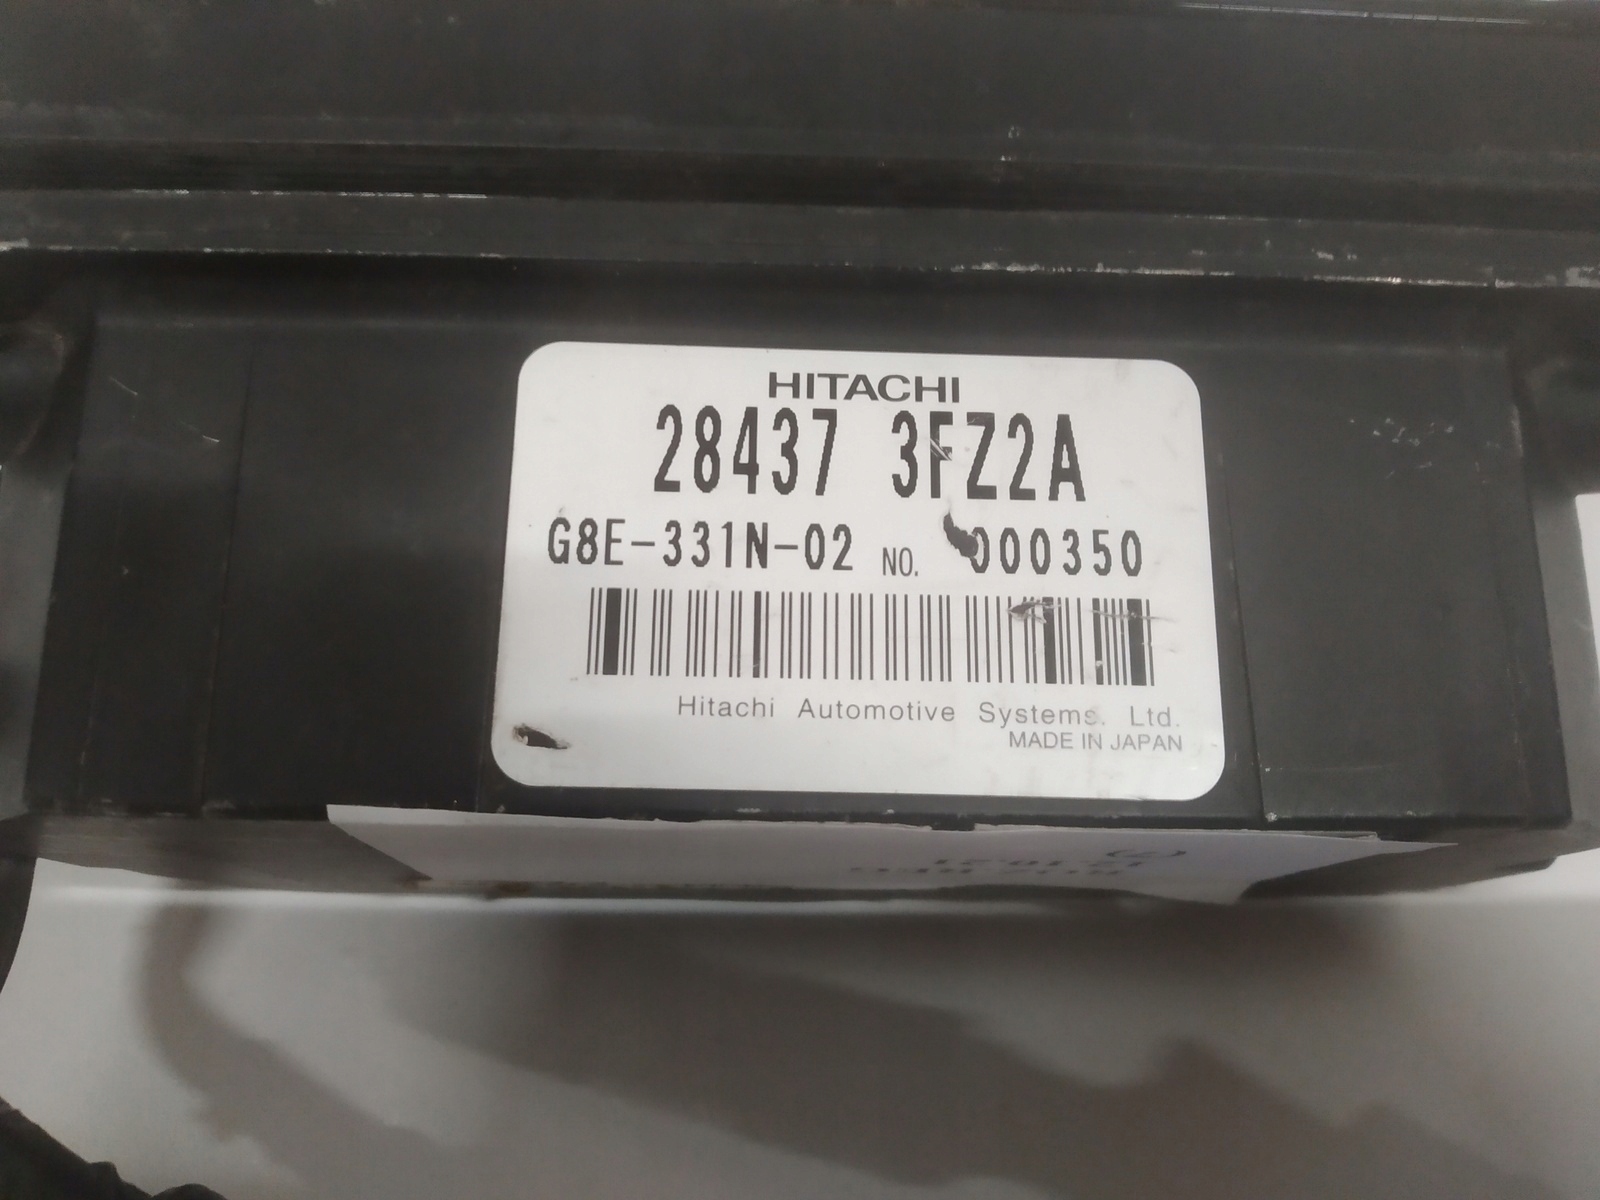 HITACHI
28437 3FZ2A
G8E-331N-02 NO. 000350
Hitachi Automotive Systems. Ltd.
MADE IN JAPAN